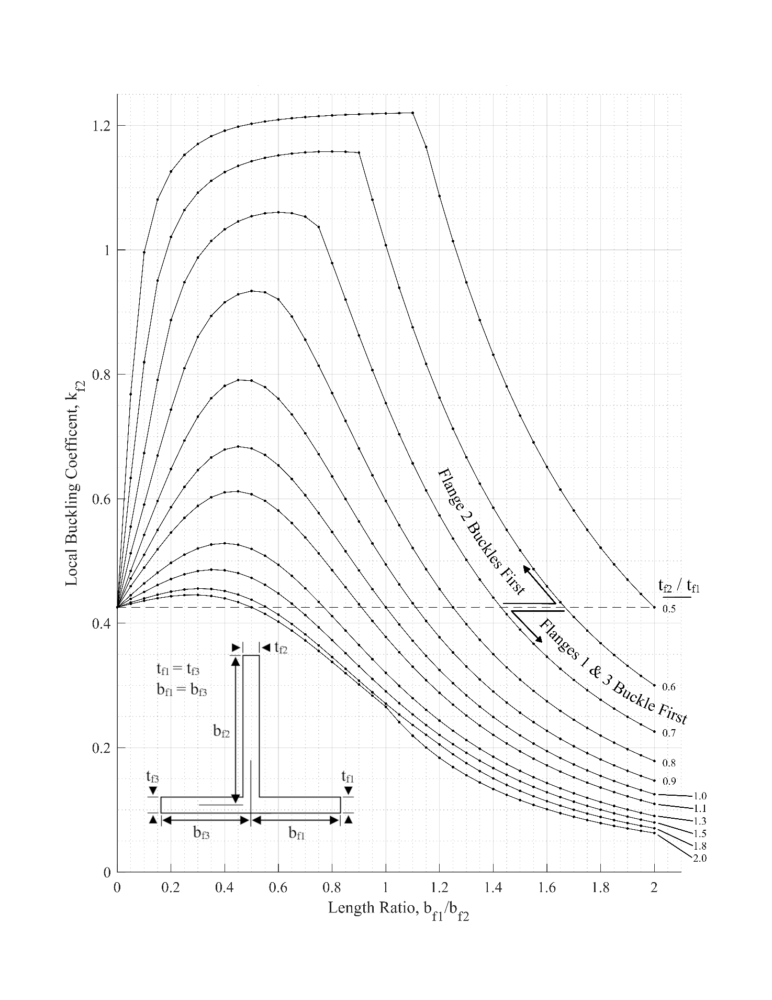 1.2
1
0.8
0.6
0.4
0.2
0
Local Buckling Coefficent, kf2
Flange 2 Buckles First
Flanges 1 & 3 Buckle First
tf2 / tf1
0.5
0.6
0.7
0.8
0.9
1.0
1.1
1.3
1.5
1.8
2.0
tf2
tf1 = tf3
bf1 = bf3
bf2
tf3
tf1
bf3
bf1
0 0.2 0.4 0.6 0.8 1 1.2 1.4 1.6 1.8 2
Length Ratio, bf1/bf2